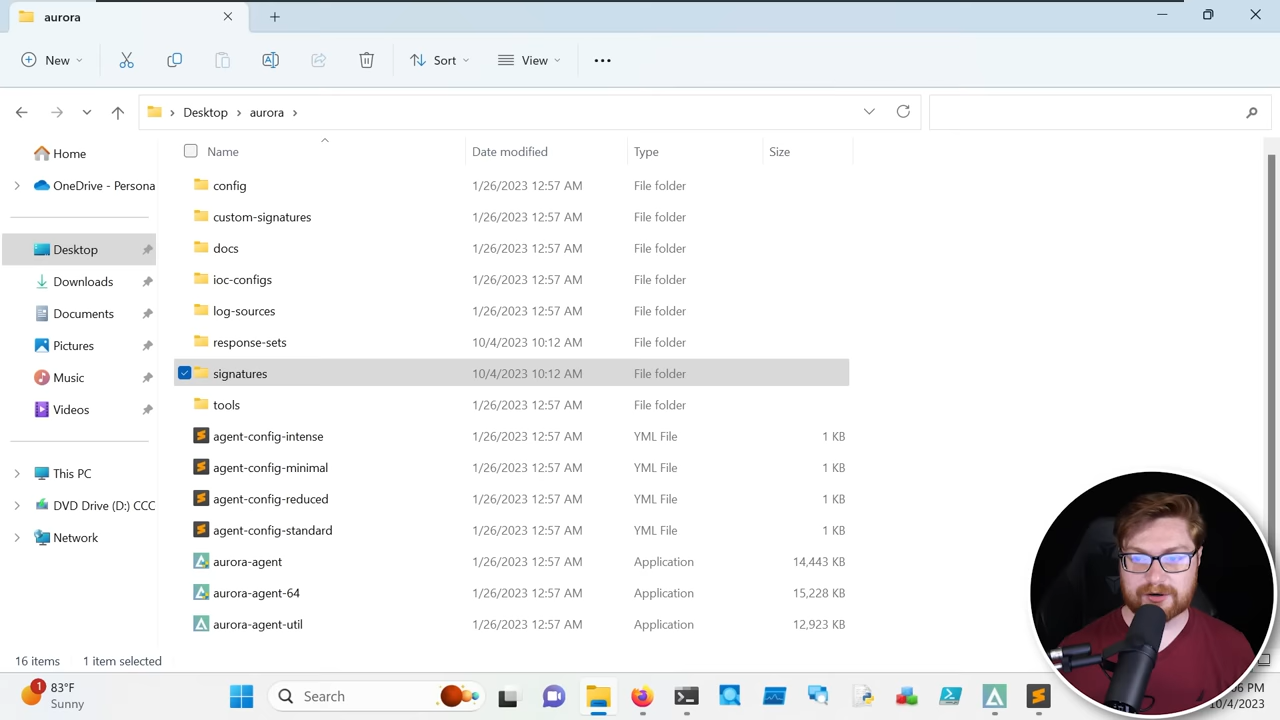 aurora
New
Sort
View
Desktop
aurora
Name
Date modified
Type
Size
Home
OneDrive - Persona
Desktop
Downloads
Documents
Pictures
Music
Videos
This PC
DVD Drive (D:) CCC
Network
config 1/26/2023 12:57 AM File folder
custom-signatures 1/26/2023 12:57 AM File folder
docs 1/26/2023 12:57 AM File folder
ioc-configs 1/26/2023 12:57 AM File folder
log-sources 1/26/2023 12:57 AM File folder
response-sets 10/4/2023 10:12 AM File folder
signatures 10/4/2023 10:12 AM File folder
tools 1/26/2023 12:57 AM File folder
agent-config-intense 1/26/2023 12:57 AM YML File 1 KB
agent-config-minimal 1/26/2023 12:57 AM YML File 1 KB
agent-config-reduced 1/26/2023 12:57 AM YML File 1 KB
agent-config-standard 1/26/2023 12:57 AM YML File 1 KB
aurora-agent 1/26/2023 12:57 AM Application 14,443 KB
aurora-agent-64 1/26/2023 12:57 AM Application 15,228 KB
aurora-agent-util 1/26/2023 12:57 AM Application 12,923 KB
16 items 1 item selected
1
83°F
Sunny
Search
PM
10/4/2023